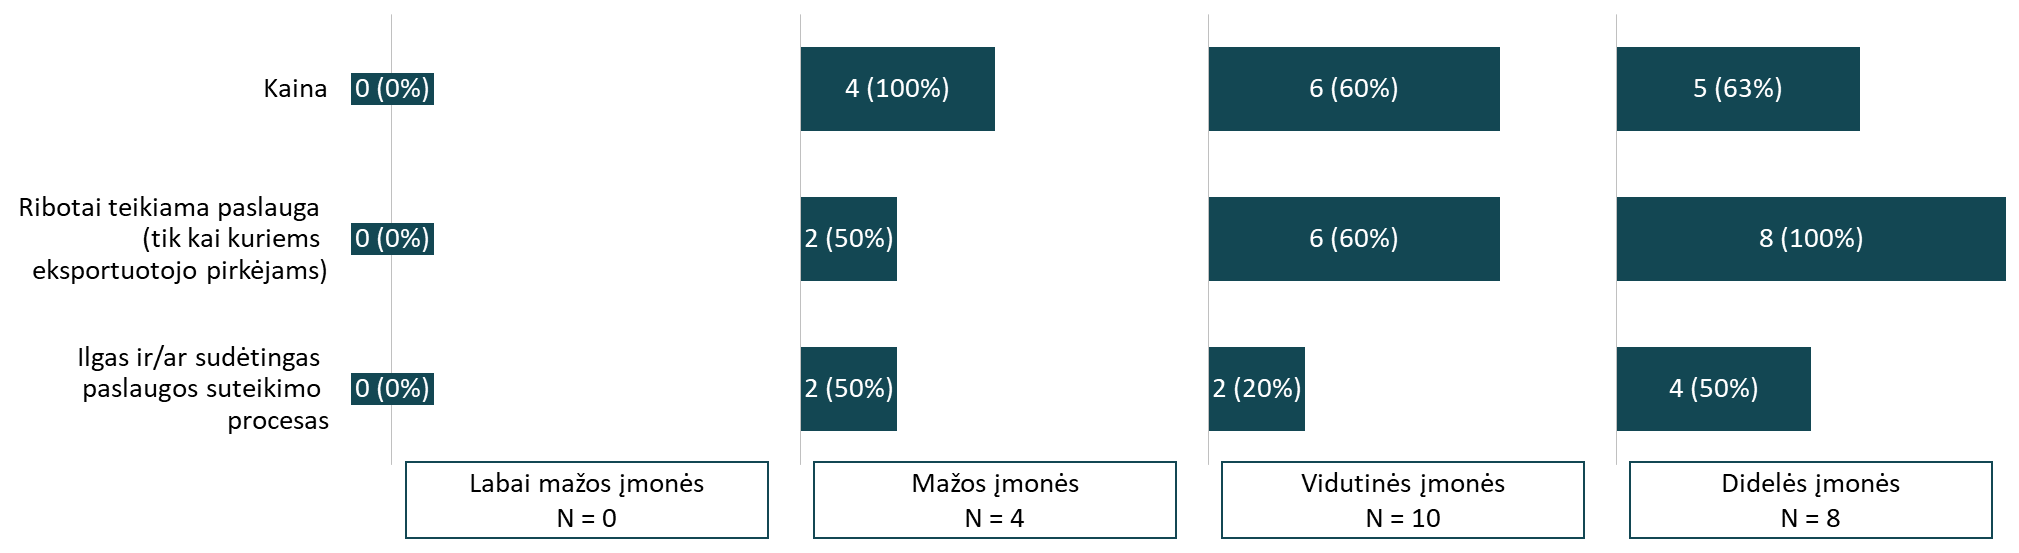 Kaina
0 (0%)
4 (100%)
6 (60%)
5 (63%)
Ribotai teikiama paslauga
(tik kai kuriems
eksportuotojo pirkėjams)
0 (0%)
2 (50%)
6 (60%)
8 (100%)
Ilgas ir/ar sudėtingas
paslaugos suteikimo
procesas
0 (0%)
2 (50%)
2 (20%)
4 (50%)
Labai mažos įmonės
N = 0
Mažos įmonės
N = 4
Vidutinės įmonės
N = 10
Didelės įmonės
N = 8